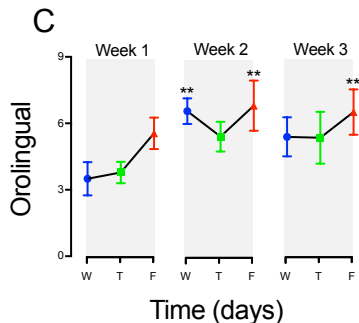 C
Week 1 Week 2 Week 3
Orolingual
9
6
3
0
** ** **
W T F W T F W T F
Time (days)